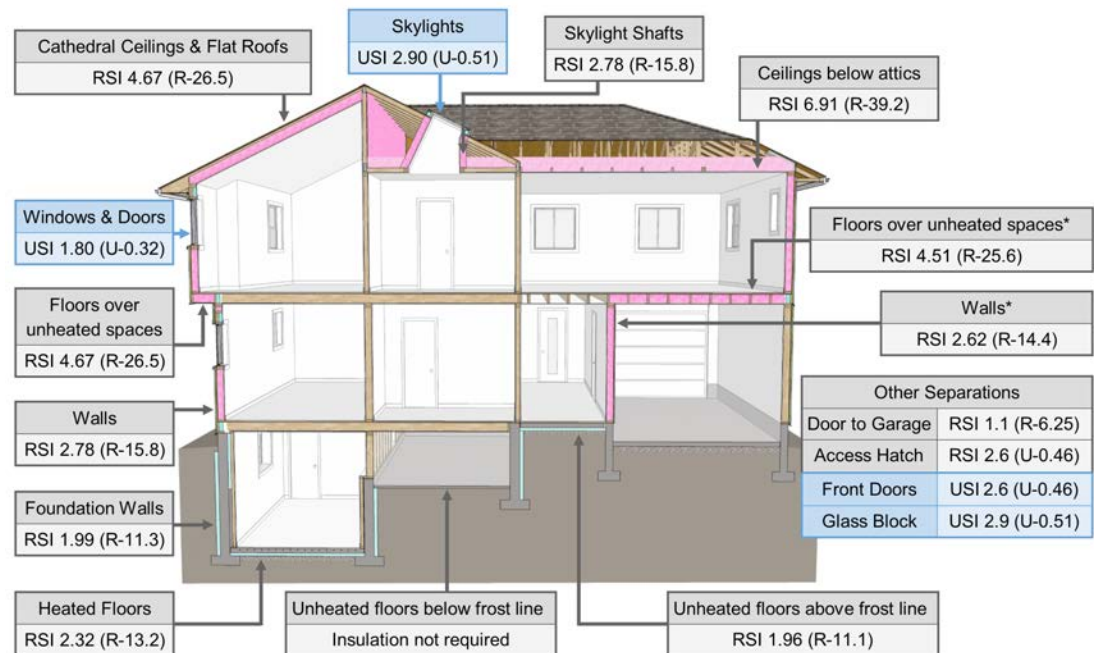 Cathedral Ceilings & Flat Roofs
RSI 4.67 (R-26.5)
Skylights
USI 2.90 (U-0.51)
Skylight Shafts
RSI 2.78 (R-15.8)
Ceilings below attics
RSI 6.91 (R-39.2)
Windows & Doors
USI 1.80 (U-0.32)
Floors over unheated spaces*
RSI 4.51 (R-25.6)
Floors over
unheated spaces
RSI 4.67 (R-26.5)
Walls*
RSI 2.62 (R-14.4)
Walls
RSI 2.78 (R-15.8)
Other Separations
Door to Garage RSI 1.1 (R-6.25)
Access Hatch RSI 2.6 (U-0.46)
Front Doors USI 2.6 (U-0.46)
Glass Block USI 2.9 (U-0.51)
Foundation Walls
RSI 1.99 (R-11.3)
Heated Floors
RSI 2.32 (R-13.2)
Unheated floors below frost line
Insulation not required
Unheated floors above frost line
RSI 1.96 (R-11.1)